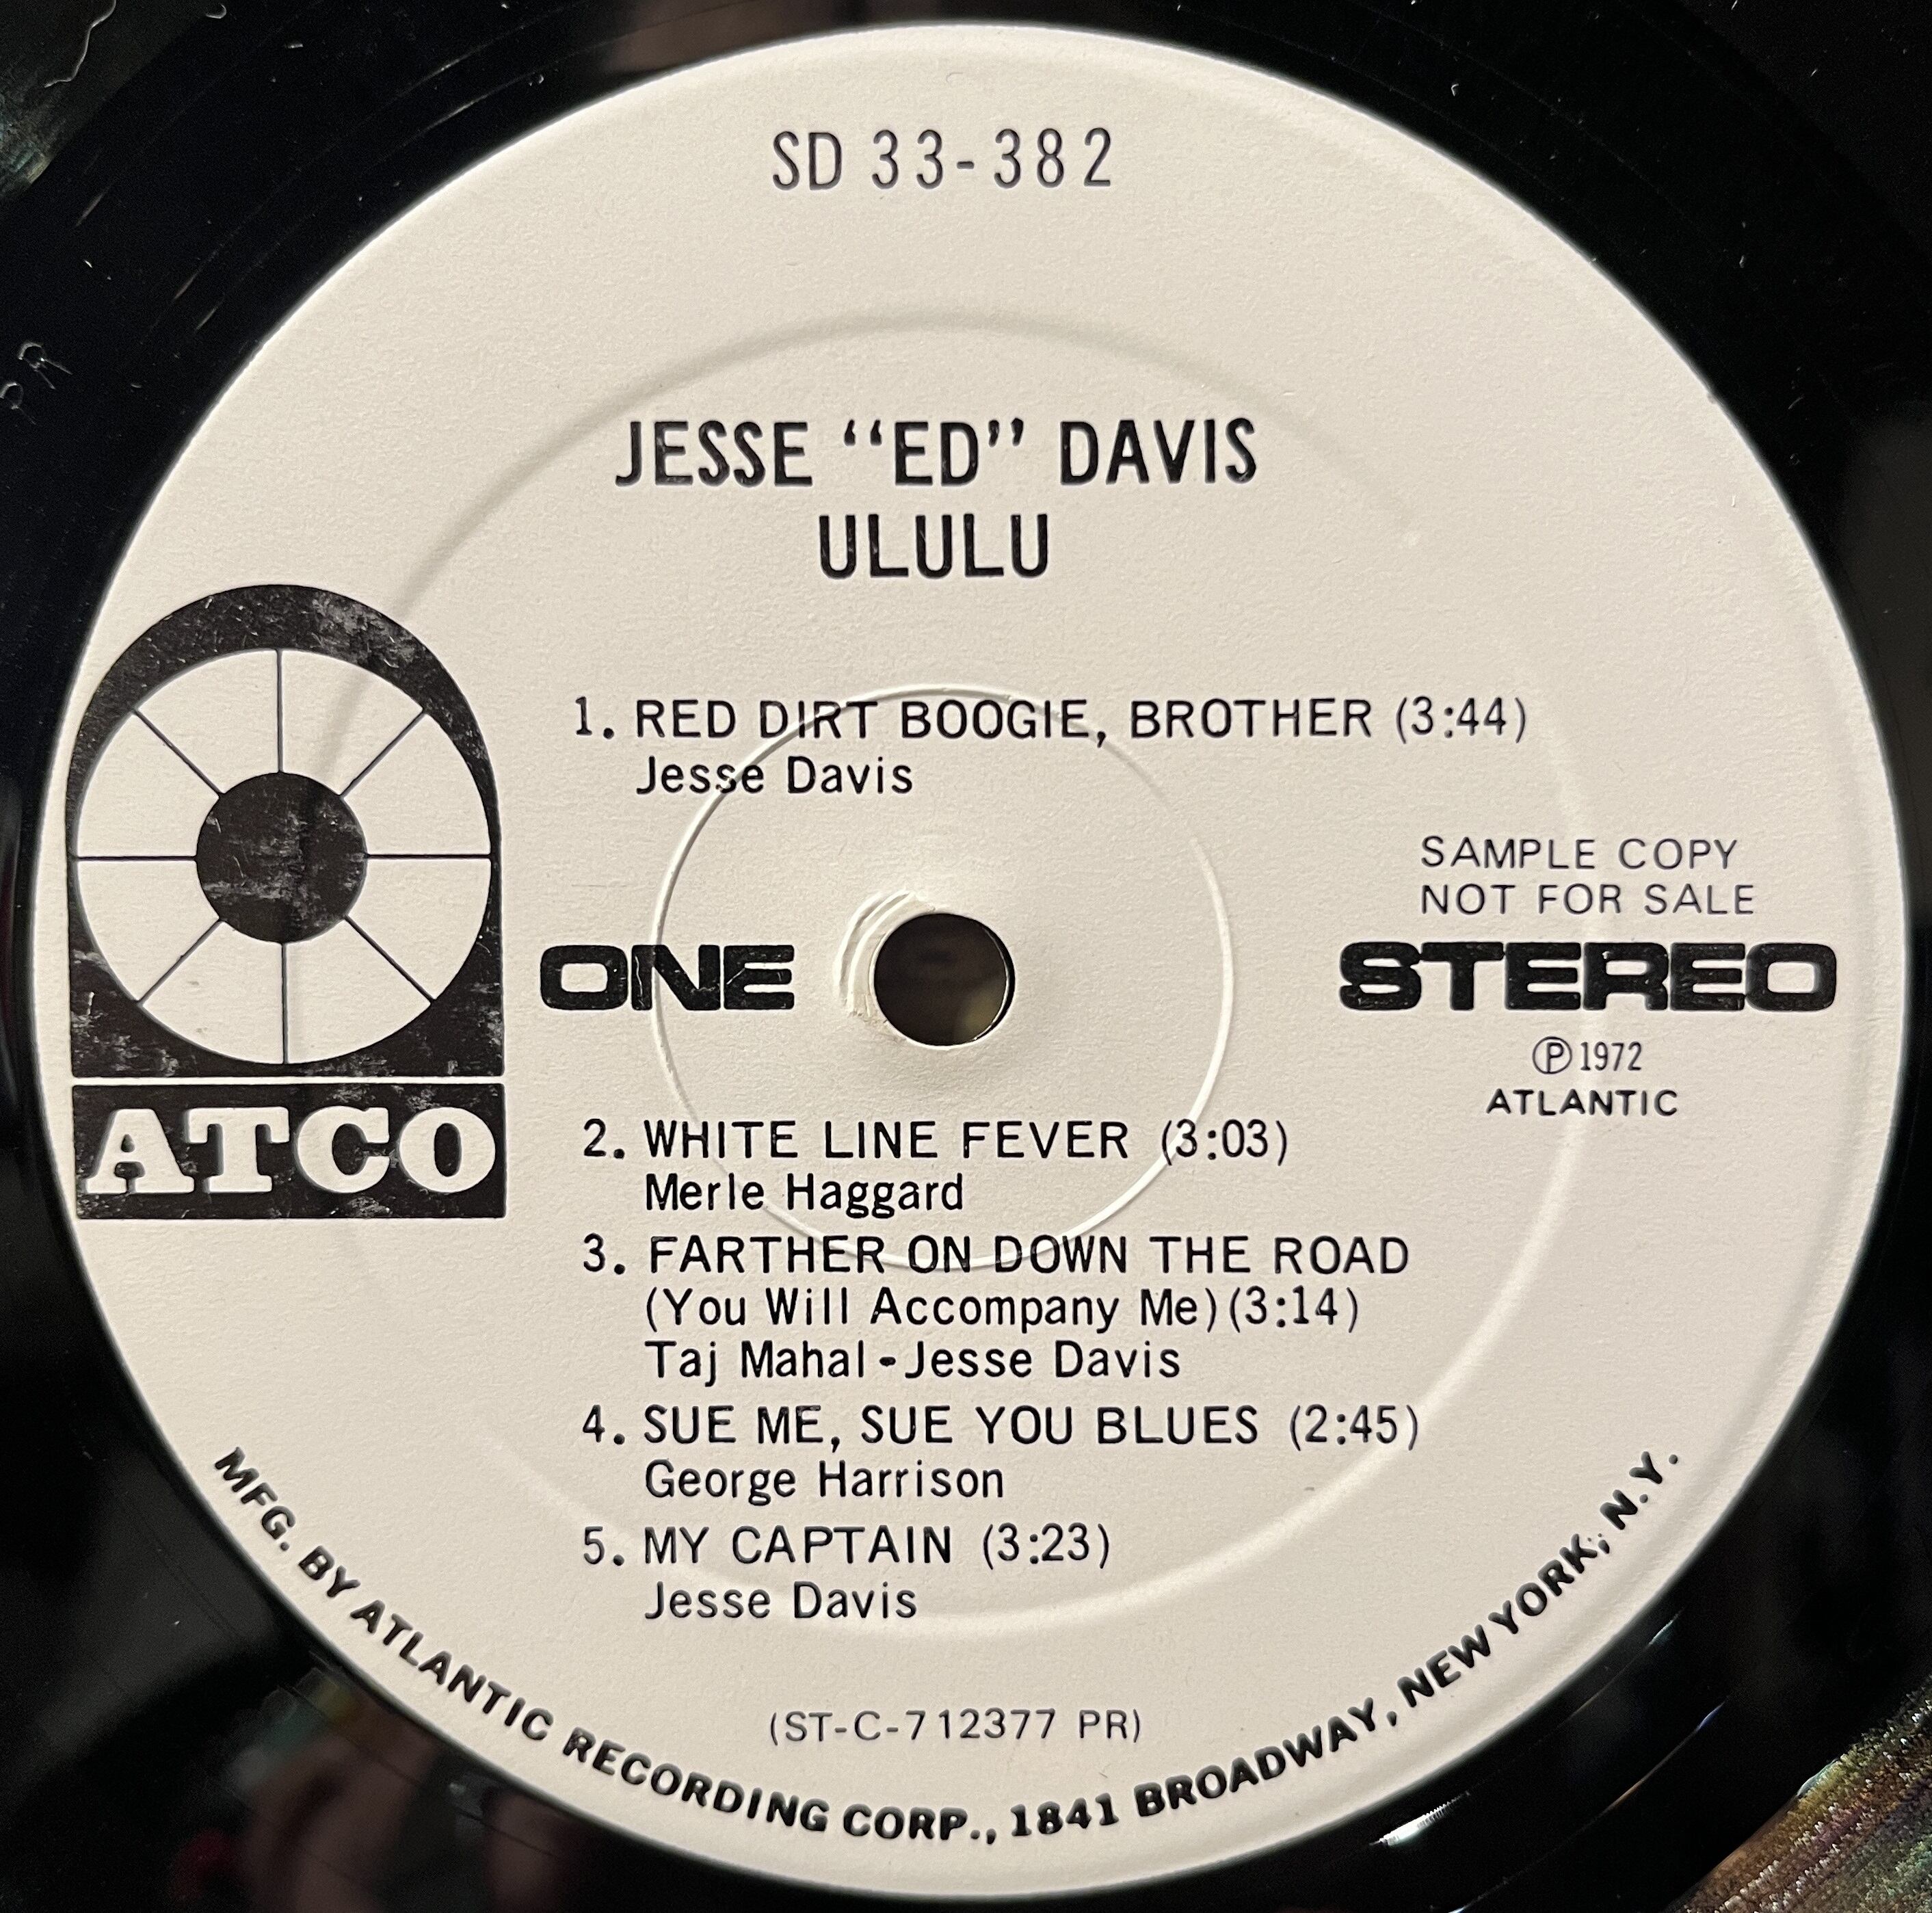 SD 33-382
JESSE "ED" DAVIS
ULULU
1. RED DIRT BOOGIE, BROTHER (3:44)
Jesse Davis
SAMPLE COPY
NOT FOR SALE
ONE
STEREO
Ⓟ1972
ATLANTIC
ATCO
2. WHITE LINE FEVER (3:03)
Merle Haggard
3. FARTHER ON DOWN THE ROAD
(You Will Accompany Me) (3:14)
Taj Mahal - Jesse Davis
4. SUE ME, SUE YOU BLUES (2:45)
George Harrison
5. MY CAPTAIN (3:23)
Jesse Davis
(ST-C-712377 PR)
MFG. BY ATLANTIC RECORDING CORP., 1841 BROADWAY, NEW YORK, N.Y.
PR